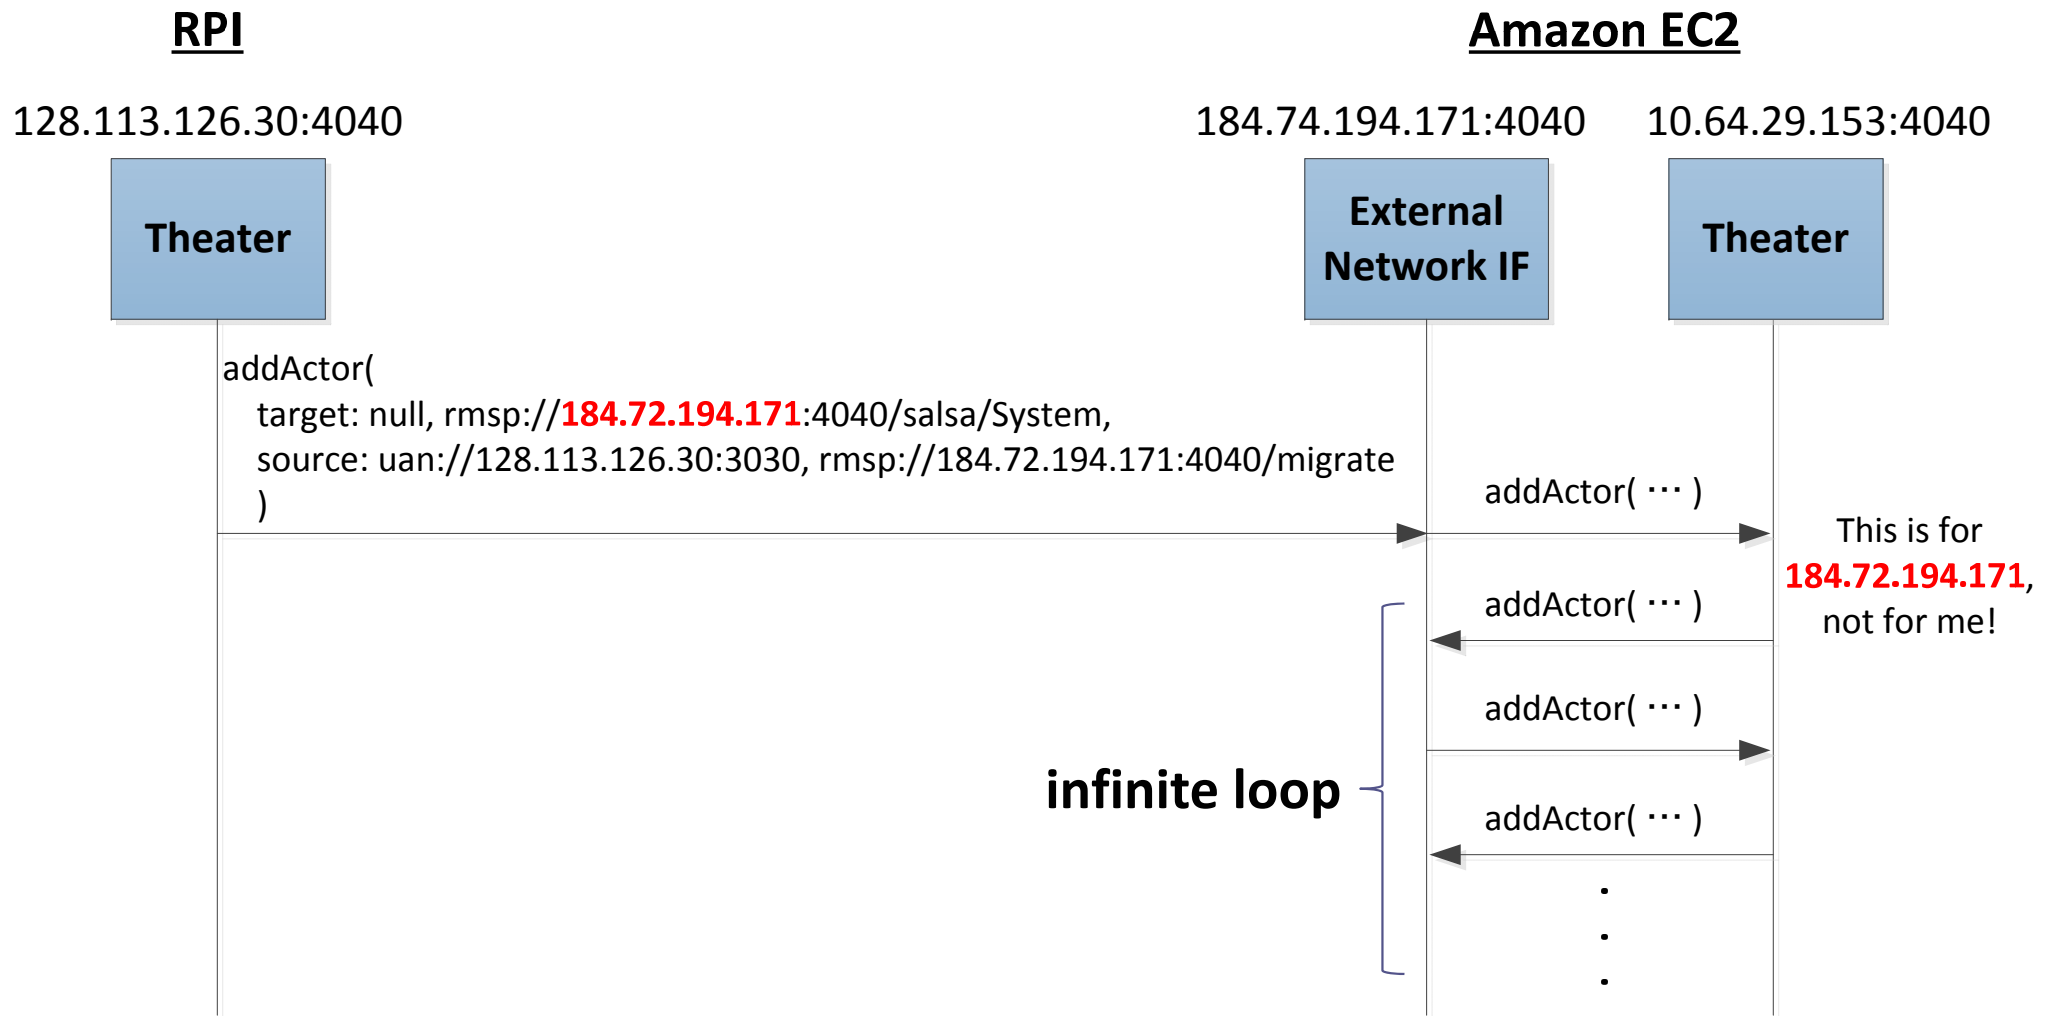 RPI
Amazon EC2
128.113.126.30:4040
184.74.194.171:4040
10.64.29.153:4040
Theater
External
Network IF
Theater
addActor(
target: null, rmsp://184.72.194.171:4040/salsa/System,
source: uan://128.113.126.30:3030, rmsp://184.72.194.171:4040/migrate
)
addActor( ··· )
This is for
184.72.194.171,
not for me!
addActor( ··· )
addActor( ··· )
infinite loop
addActor( ··· )
.
.
.